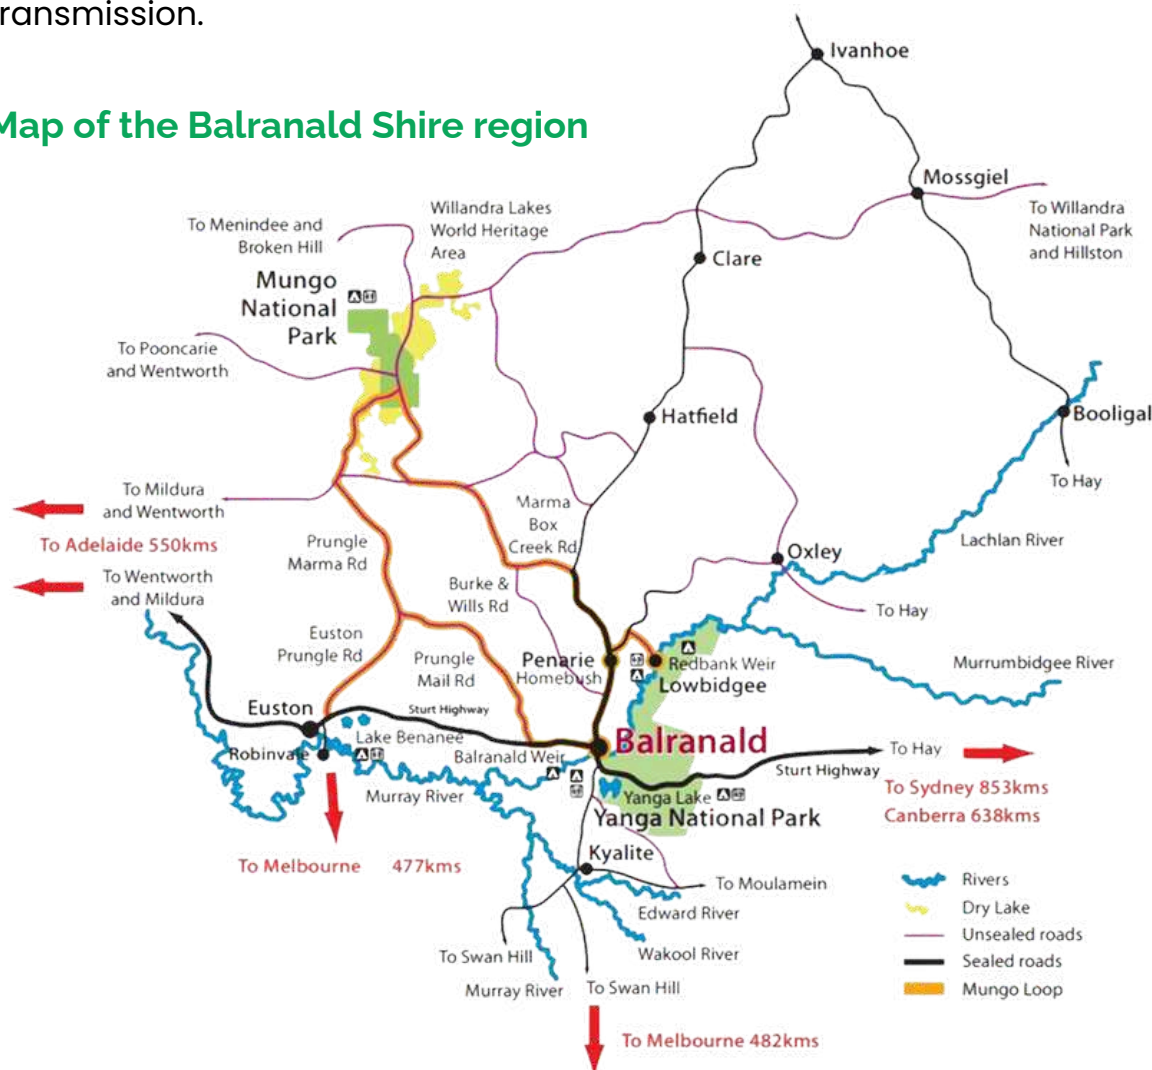 ransmission.
Map of the Balranald Shire region
Ivanhoe
Mossgiel
To Willandra
National Park
and Hillston
Willandra Lakes
World Heritage
Area
To Menindee and
Broken Hill
Clare
Mungo
National
Park
To Pooncarie
and Wentworth
Hatfield
Booligal
To Hay
To Mildura
and Wentworth
Marma
Box
Creek Rd
Lachlan River
To Adelaide 550kms
Prungle
Marma Rd
Oxley
To Wentworth
and Mildura
Burke &
Wills Rd
To Hay
Euston
Prungle Rd
Prungle
Mail Rd
Penarie
Homebush
Redbank Weir
Lowbidgee
Murrumbidgee River
Euston
Sturt Highway
Robinvale
Lake Benanee
Balranald Weir
Balranald
To Hay
Sturt Highway
To Sydney 853kms
Canberra 638kms
Murray River
Yanga Lake
Yanga National Park
To Melbourne 477kms
Kyalite
To Moulamein
Edward River
Wakool River
To Swan Hill
Murray River
To Swan Hill
To Melbourne 482kms
Rivers
Dry Lake
Unsealed roads
Sealed roads
Mungo Loop